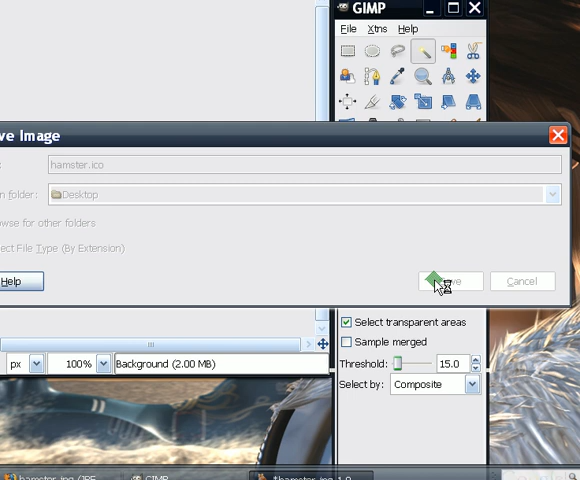 GIMP
File Xtns Help
ve Image
hamster.ico
n folder: Desktop
wse for other folders
ect File Type (By Extension)
Help
ve
Cancel
Select transparent areas
Sample merged
Threshold: 15.0
Select by: Composite
px 100% Background (2.00 MB)
GIMP